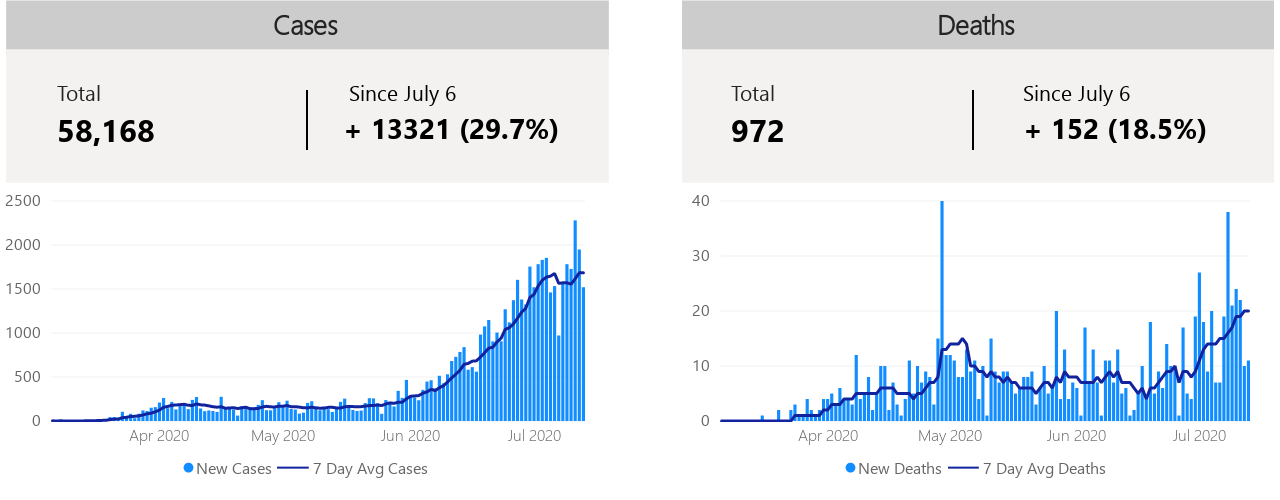 Cases
Total
58,168
Since July 6
+ 13321 (29.7%)
2500
2000
1500
1000
500
0
Apr 2020 May 2020 Jun 2020 Jul 2020
New Cases 7 Day Avg Cases
Deaths
Total
972
Since July 6
+ 152 (18.5%)
40
30
20
10
0
Apr 2020 May 2020 Jun 2020 Jul 2020
New Deaths 7 Day Avg Deaths